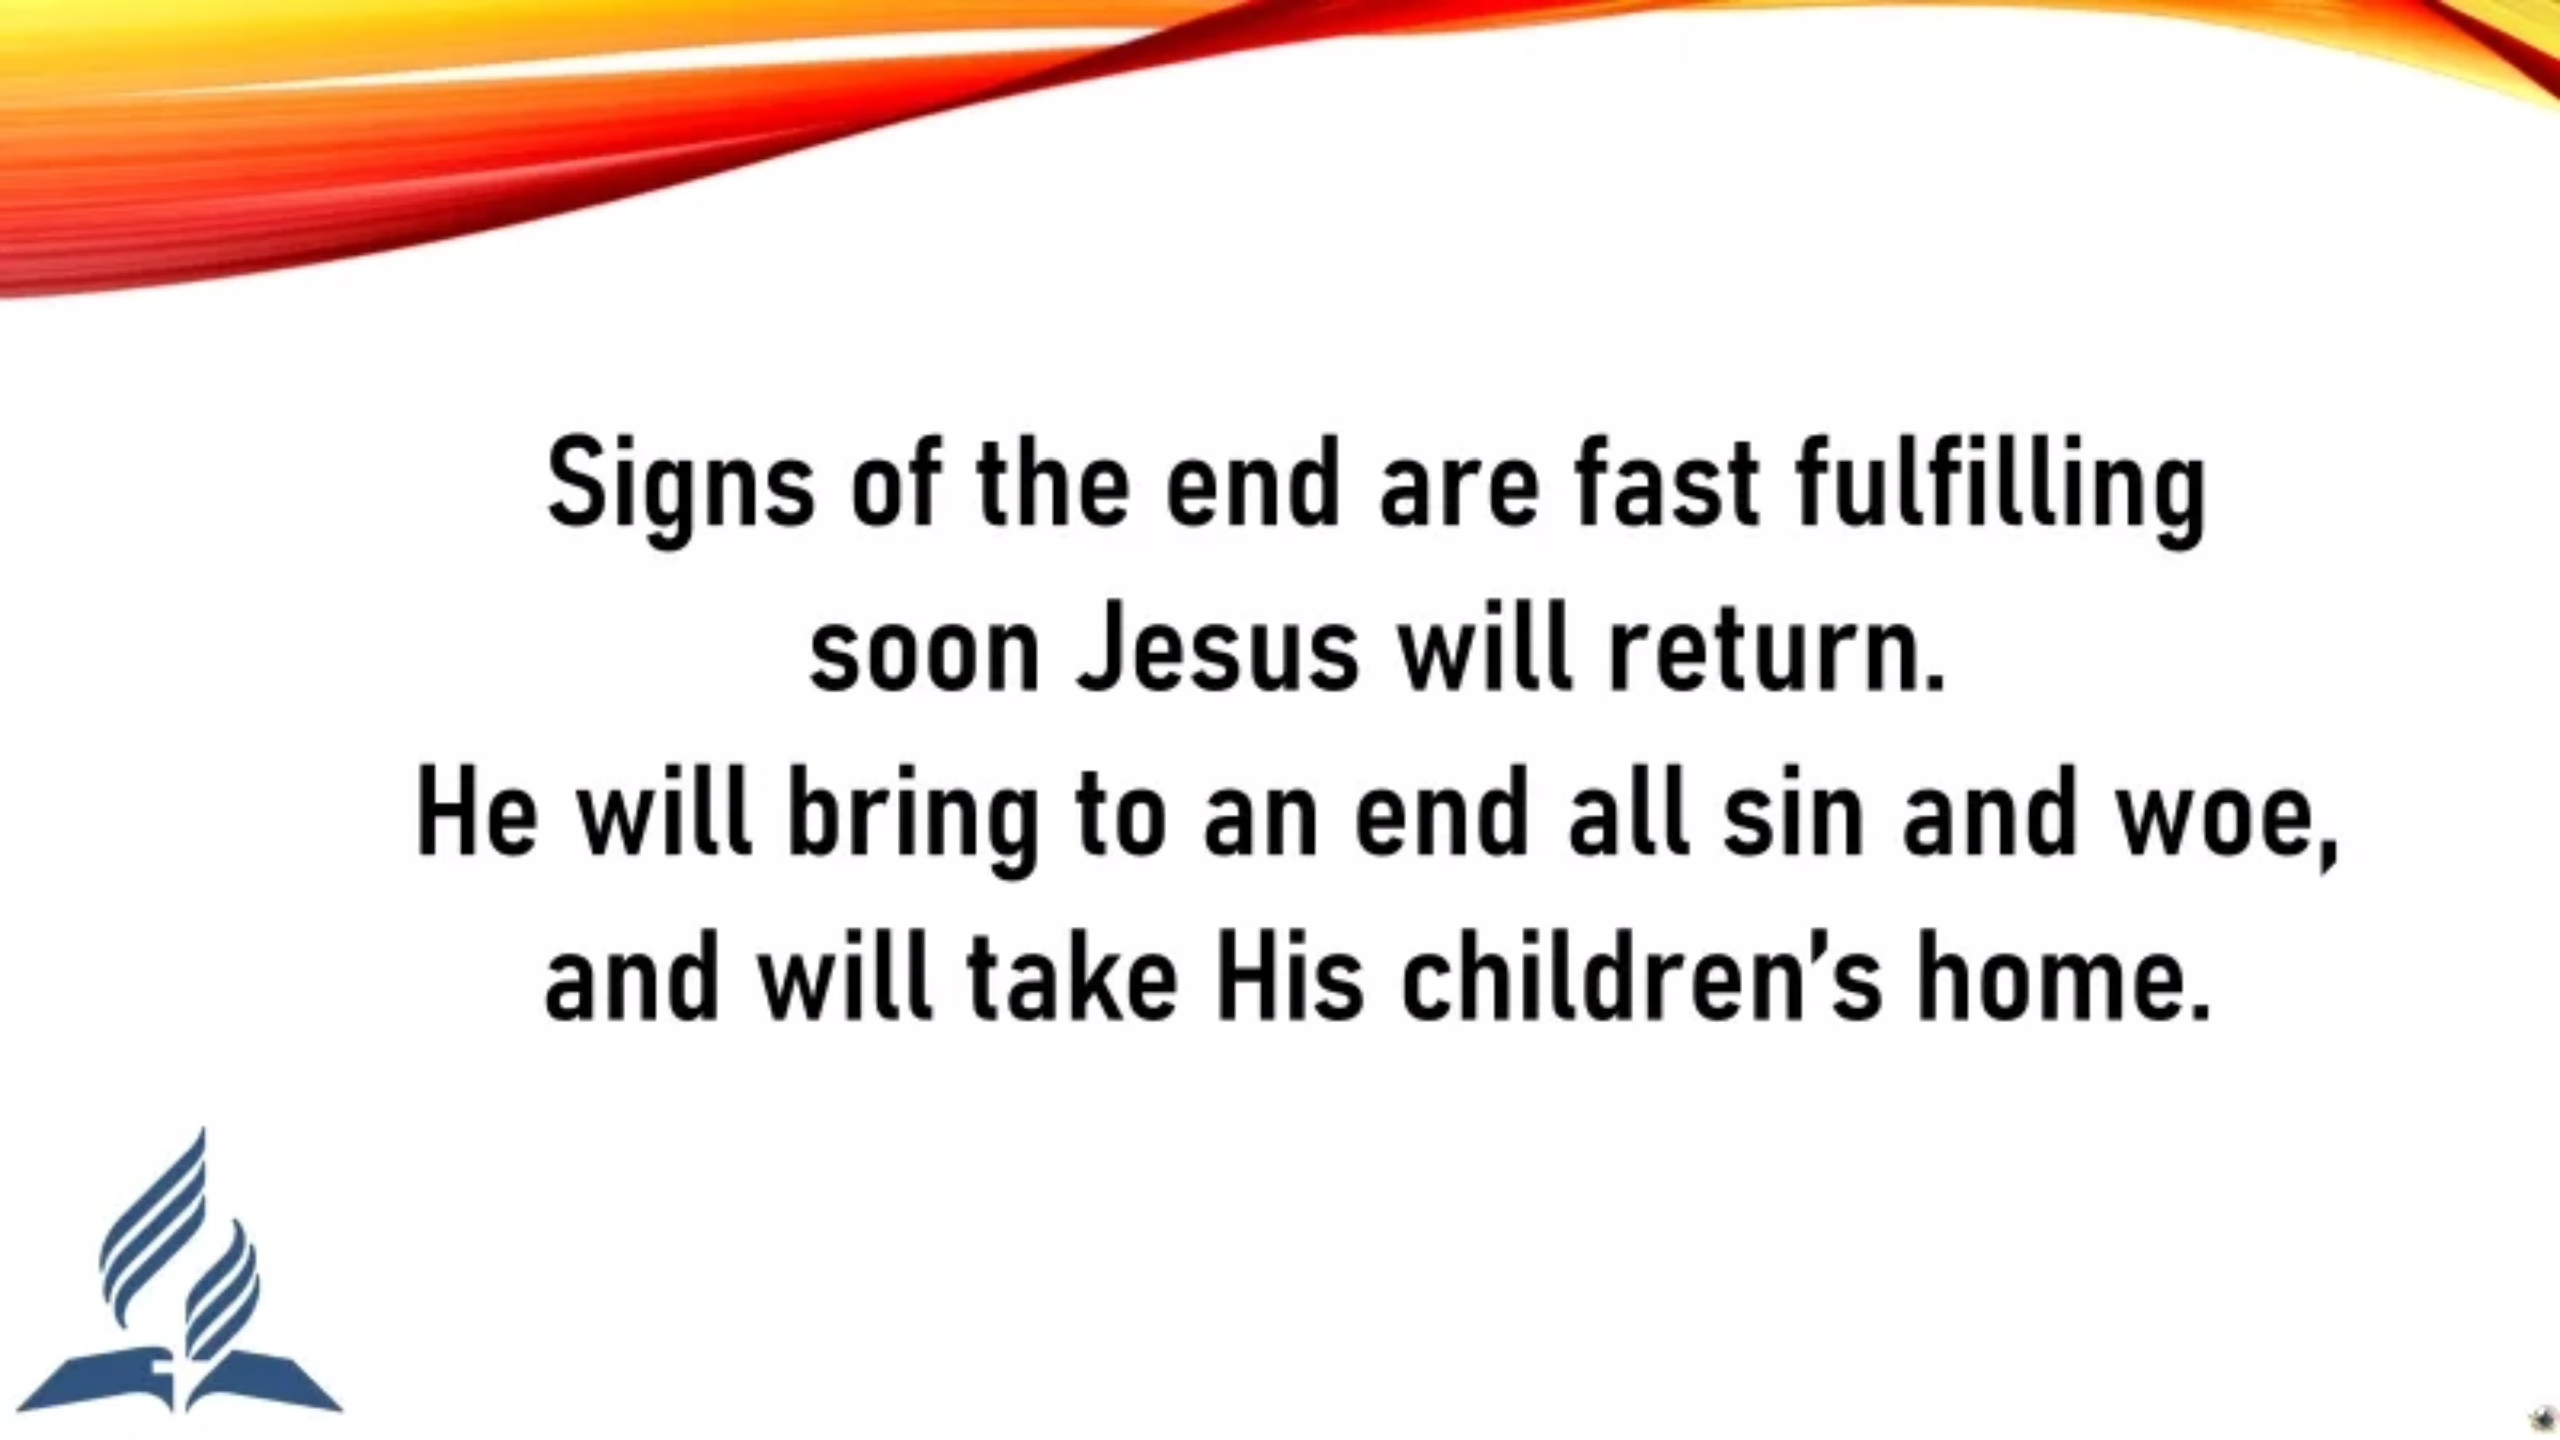 Signs of the end are fast fulfilling
soon Jesus will return.
He will bring to an end all sin and woe,
and will take His children’s home.